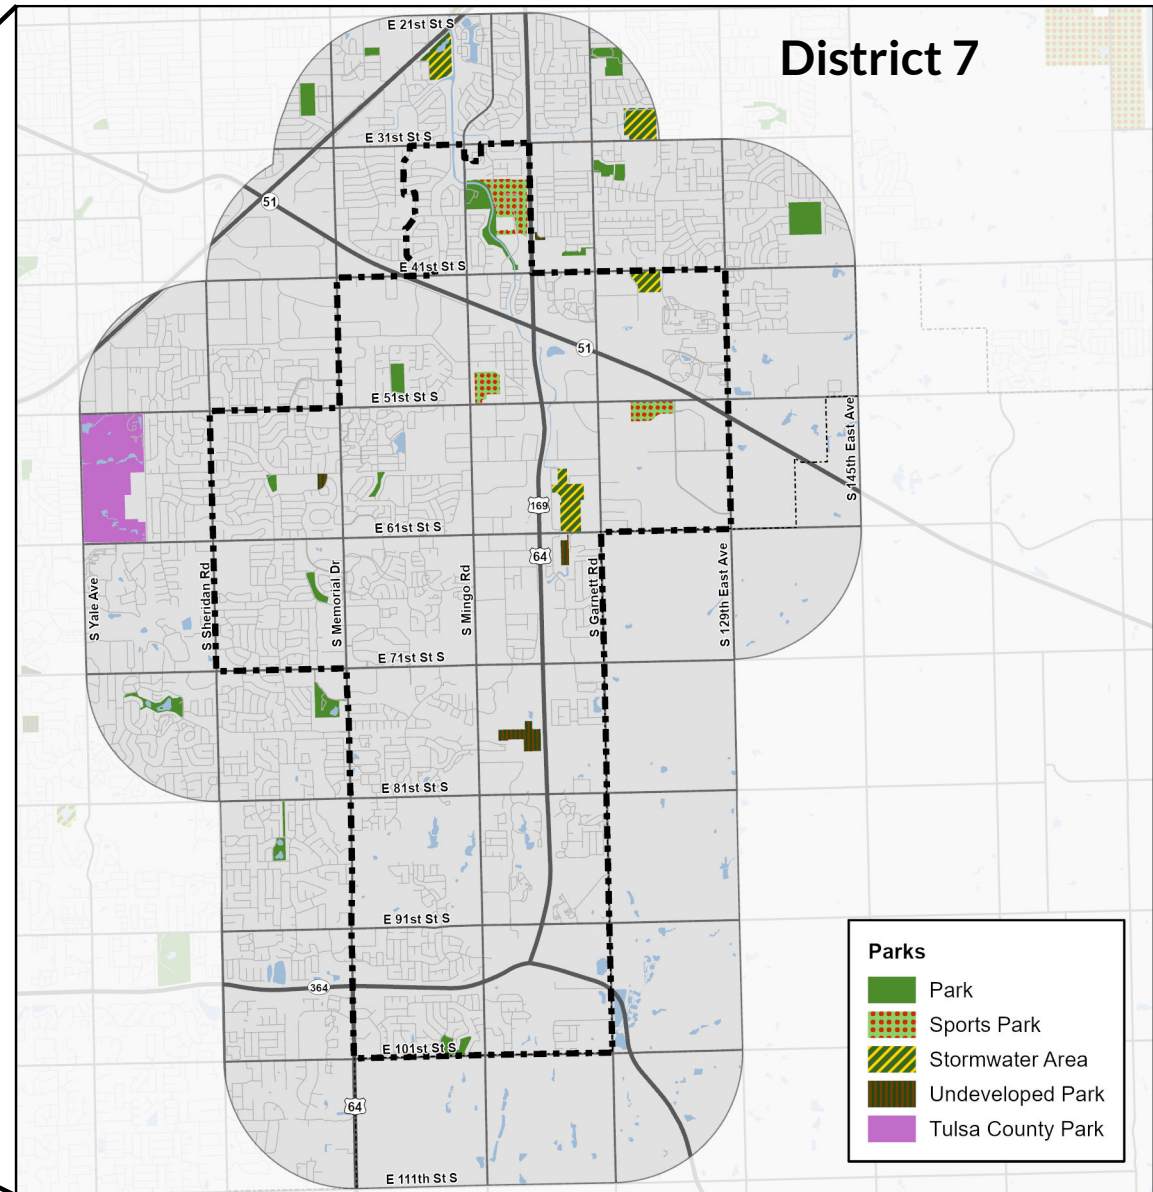 E 21st St S
District 7
E 31st St S
51
E 41st St S
51
E 51st St S
S 145th East Ave
169
E 61st St S
64
S Yale Ave
S Sheridan Rd
S Memorial Dr
S Mingo Rd
S Garnett Rd
S 129th East Ave
E 71st St S
E 81st St S
E 91st St S
364
E 101st St S
64
E 111th St S
Parks
Park
Sports Park
Stormwater Area
Undeveloped Park
Tulsa County Park